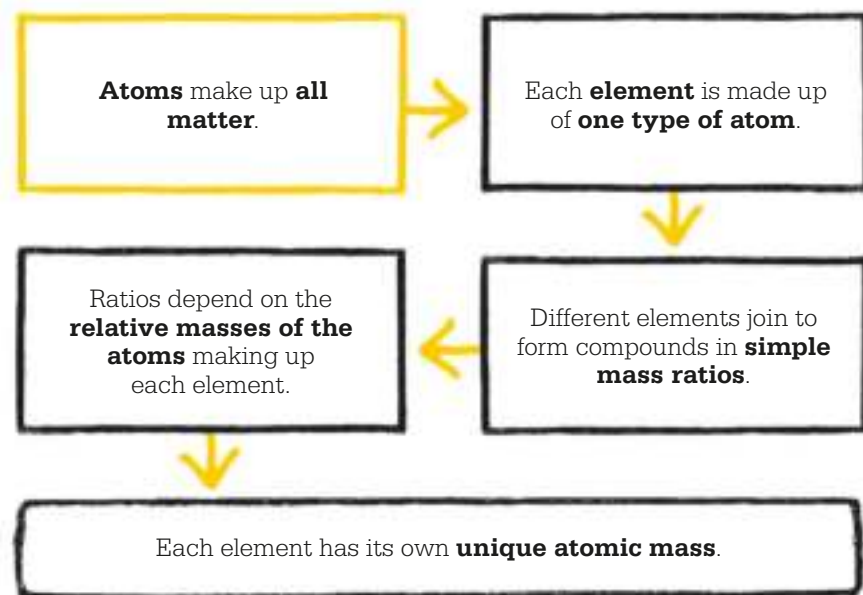 Atoms make up all
matter.
Each element is made up
of one type of atom.
Different elements join to
form compounds in simple
mass ratios.
Ratios depend on the
relative masses of the
atoms making up
each element.
Each element has its own unique atomic mass.